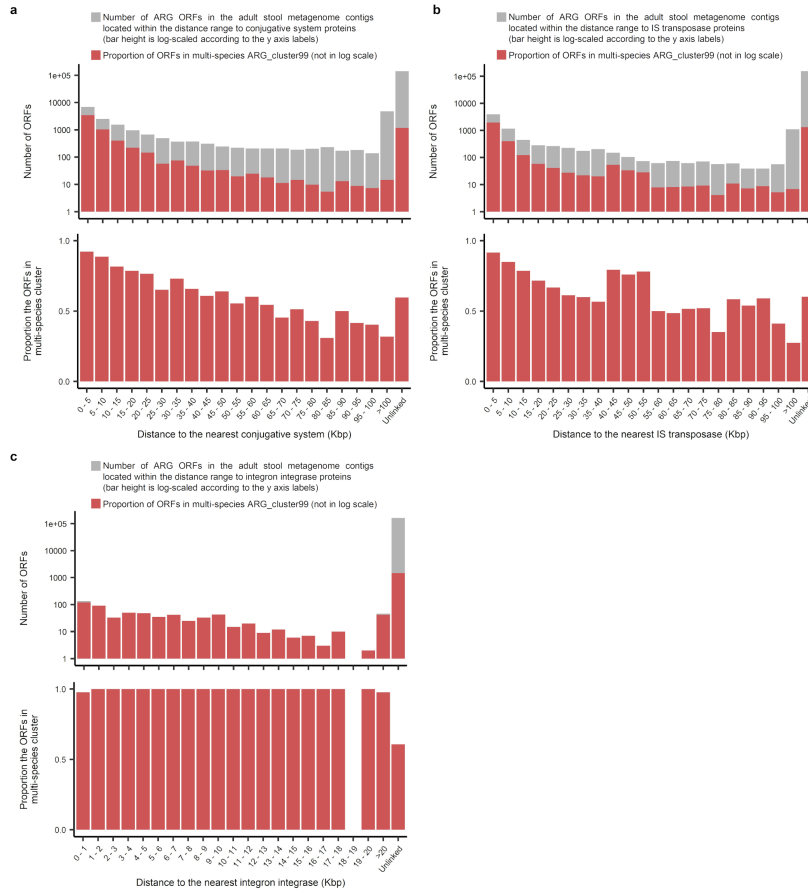 a
Number of ARG ORFs in the adult stool metagenome contigs
located within the distance range to conjugative system proteins
(bar height is log-scaled according to the y axis labels)
Proportion of ORFs in multi-species ARG_cluster99 (not in log scale)
Number of ORFs
1e+05
10000
1000
100
10
1
Proportion the ORFs in
multi-species cluster
1.0
0.5
0.0
0 - 5
5 - 10
10 - 15
15 - 20
20 - 25
25 - 30
30 - 35
35 - 40
40 - 45
45 - 50
50 - 55
55 - 60
60 - 65
65 - 70
70 - 75
75 - 80
80 - 85
85 - 90
90 - 95
95 - 100
>100
Unlinked
Distance to the nearest conjugative system (Kbp)
b
Number of ARG ORFs in the adult stool metagenome contigs
located within the distance range to IS transposase proteins
(bar height is log-scaled according to the y axis labels)
Proportion of ORFs in multi-species ARG_cluster99 (not in log scale)
Number of ORFs
1e+05
10000
1000
100
10
1
Proportion the ORFs in
multi-species cluster
1.0
0.5
0.0
0 - 5
5 - 10
10 - 15
15 - 20
20 - 25
25 - 30
30 - 35
35 - 40
40 - 45
45 - 50
50 - 55
55 - 60
60 - 65
65 - 70
70 - 75
75 - 80
80 - 85
85 - 90
90 - 95
95 - 100
>100
Unlinked
Distance to the nearest IS transposase (Kbp)
c
Number of ARG ORFs in the adult stool metagenome contigs
located within the distance range to integron integrase proteins
(bar height is log-scaled according to the y axis labels)
Proportion of ORFs in multi-species ARG_cluster99 (not in log scale)
Number of ORFs
1e+05
10000
1000
100
10
1
Proportion the ORFs in
multi-species cluster
1.0
0.5
0.0
0 - 1
1 - 2
2 - 3
3 - 4
4 - 5
5 - 6
6 - 7
7 - 8
8 - 9
9 - 10
10 - 11
11 - 12
12 - 13
13 - 14
14 - 15
15 - 16
16 - 17
17 - 18
18 - 19
19 - 20
>20
Unlinked
Distance to the nearest integron integrase (Kbp)